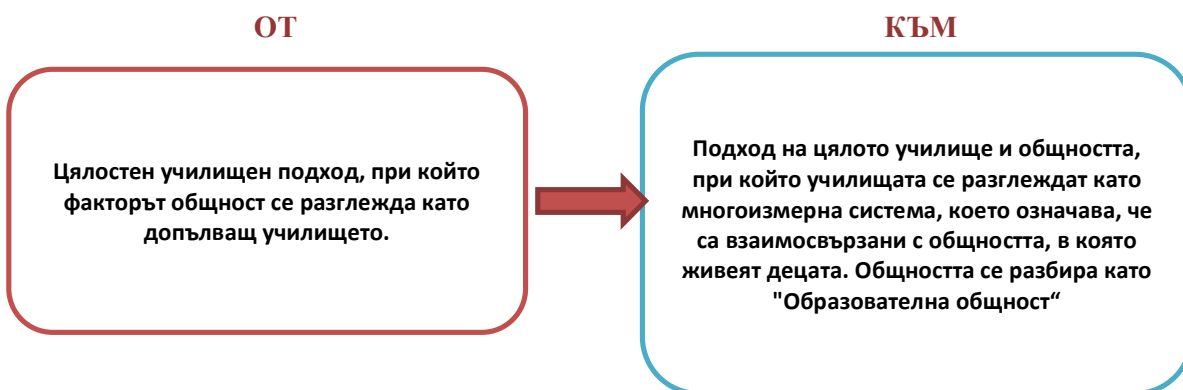 ОТ
КЪМ
Цялостен училищен подход, при който
факторът общност се разглежда като
допълващ училището.
Подход на цялото училище и общността,
при който училищата се разглеждат като
многоизмерна система, което означава, че
са взаимосвързани с общността, в която
живеят децата. Общността се разбира като
"Образователна общност“